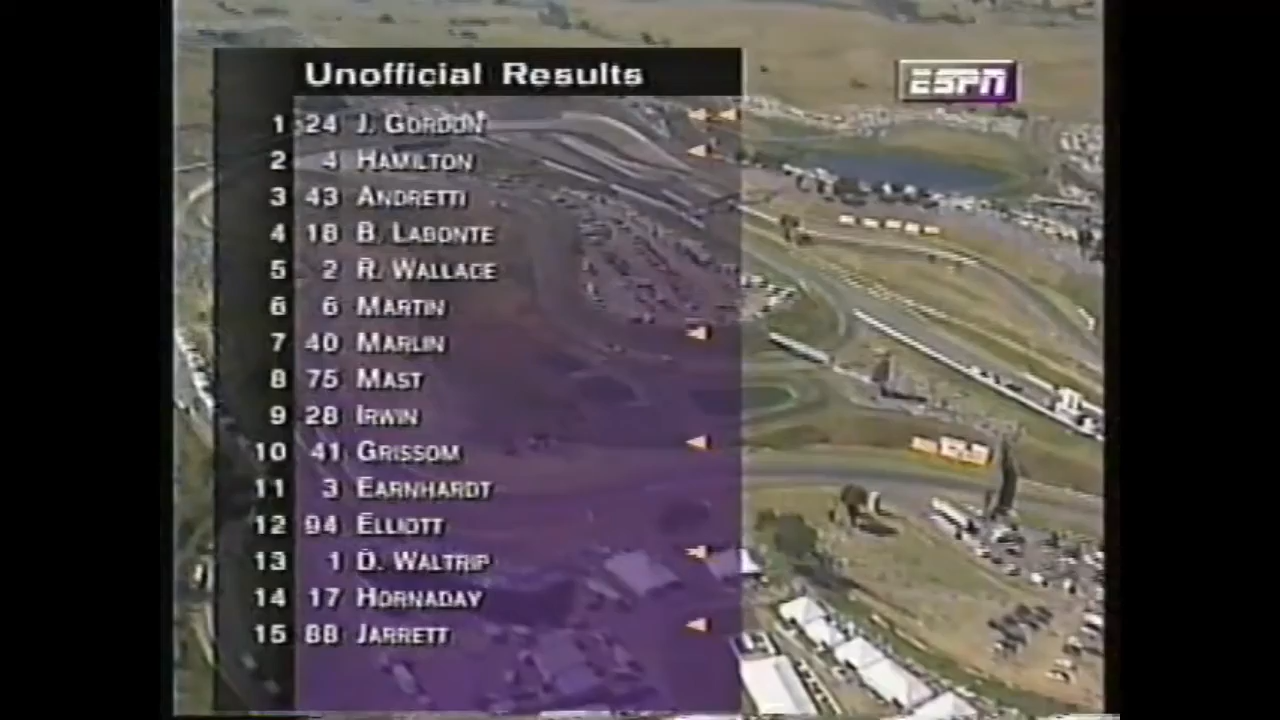 Unofficial Results
ESPN
1 24 J. GORDON
2 4 HAMILTON
3 43 ANDRETTI
4 18 B. LABONTE
5 2 R. WALLACE
6 6 MARTIN
7 40 MARLIN
8 75 MAST
9 28 IRWIN
10 41 GRISSOM
11 3 EARNHARDT
12 94 ELLIOTT
13 1 D. WALTRIP
14 17 HORNADAY
15 88 JARRETT